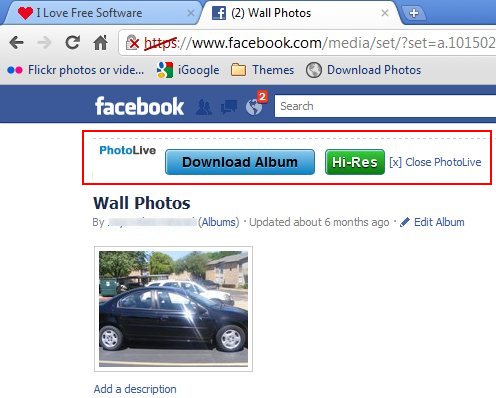 I Love Free Software
(2) Wall Photos
https://www.facebook.com/media/set/?set=a.101502
Flickr photos or vide... iGoogle Themes Download Photos
facebook 2 Search
PhotoLive Download Album Hi-Res [x] Close PhotoLive
Wall Photos
By (Albums) · Updated about 6 months ago · Edit Album
Add a description